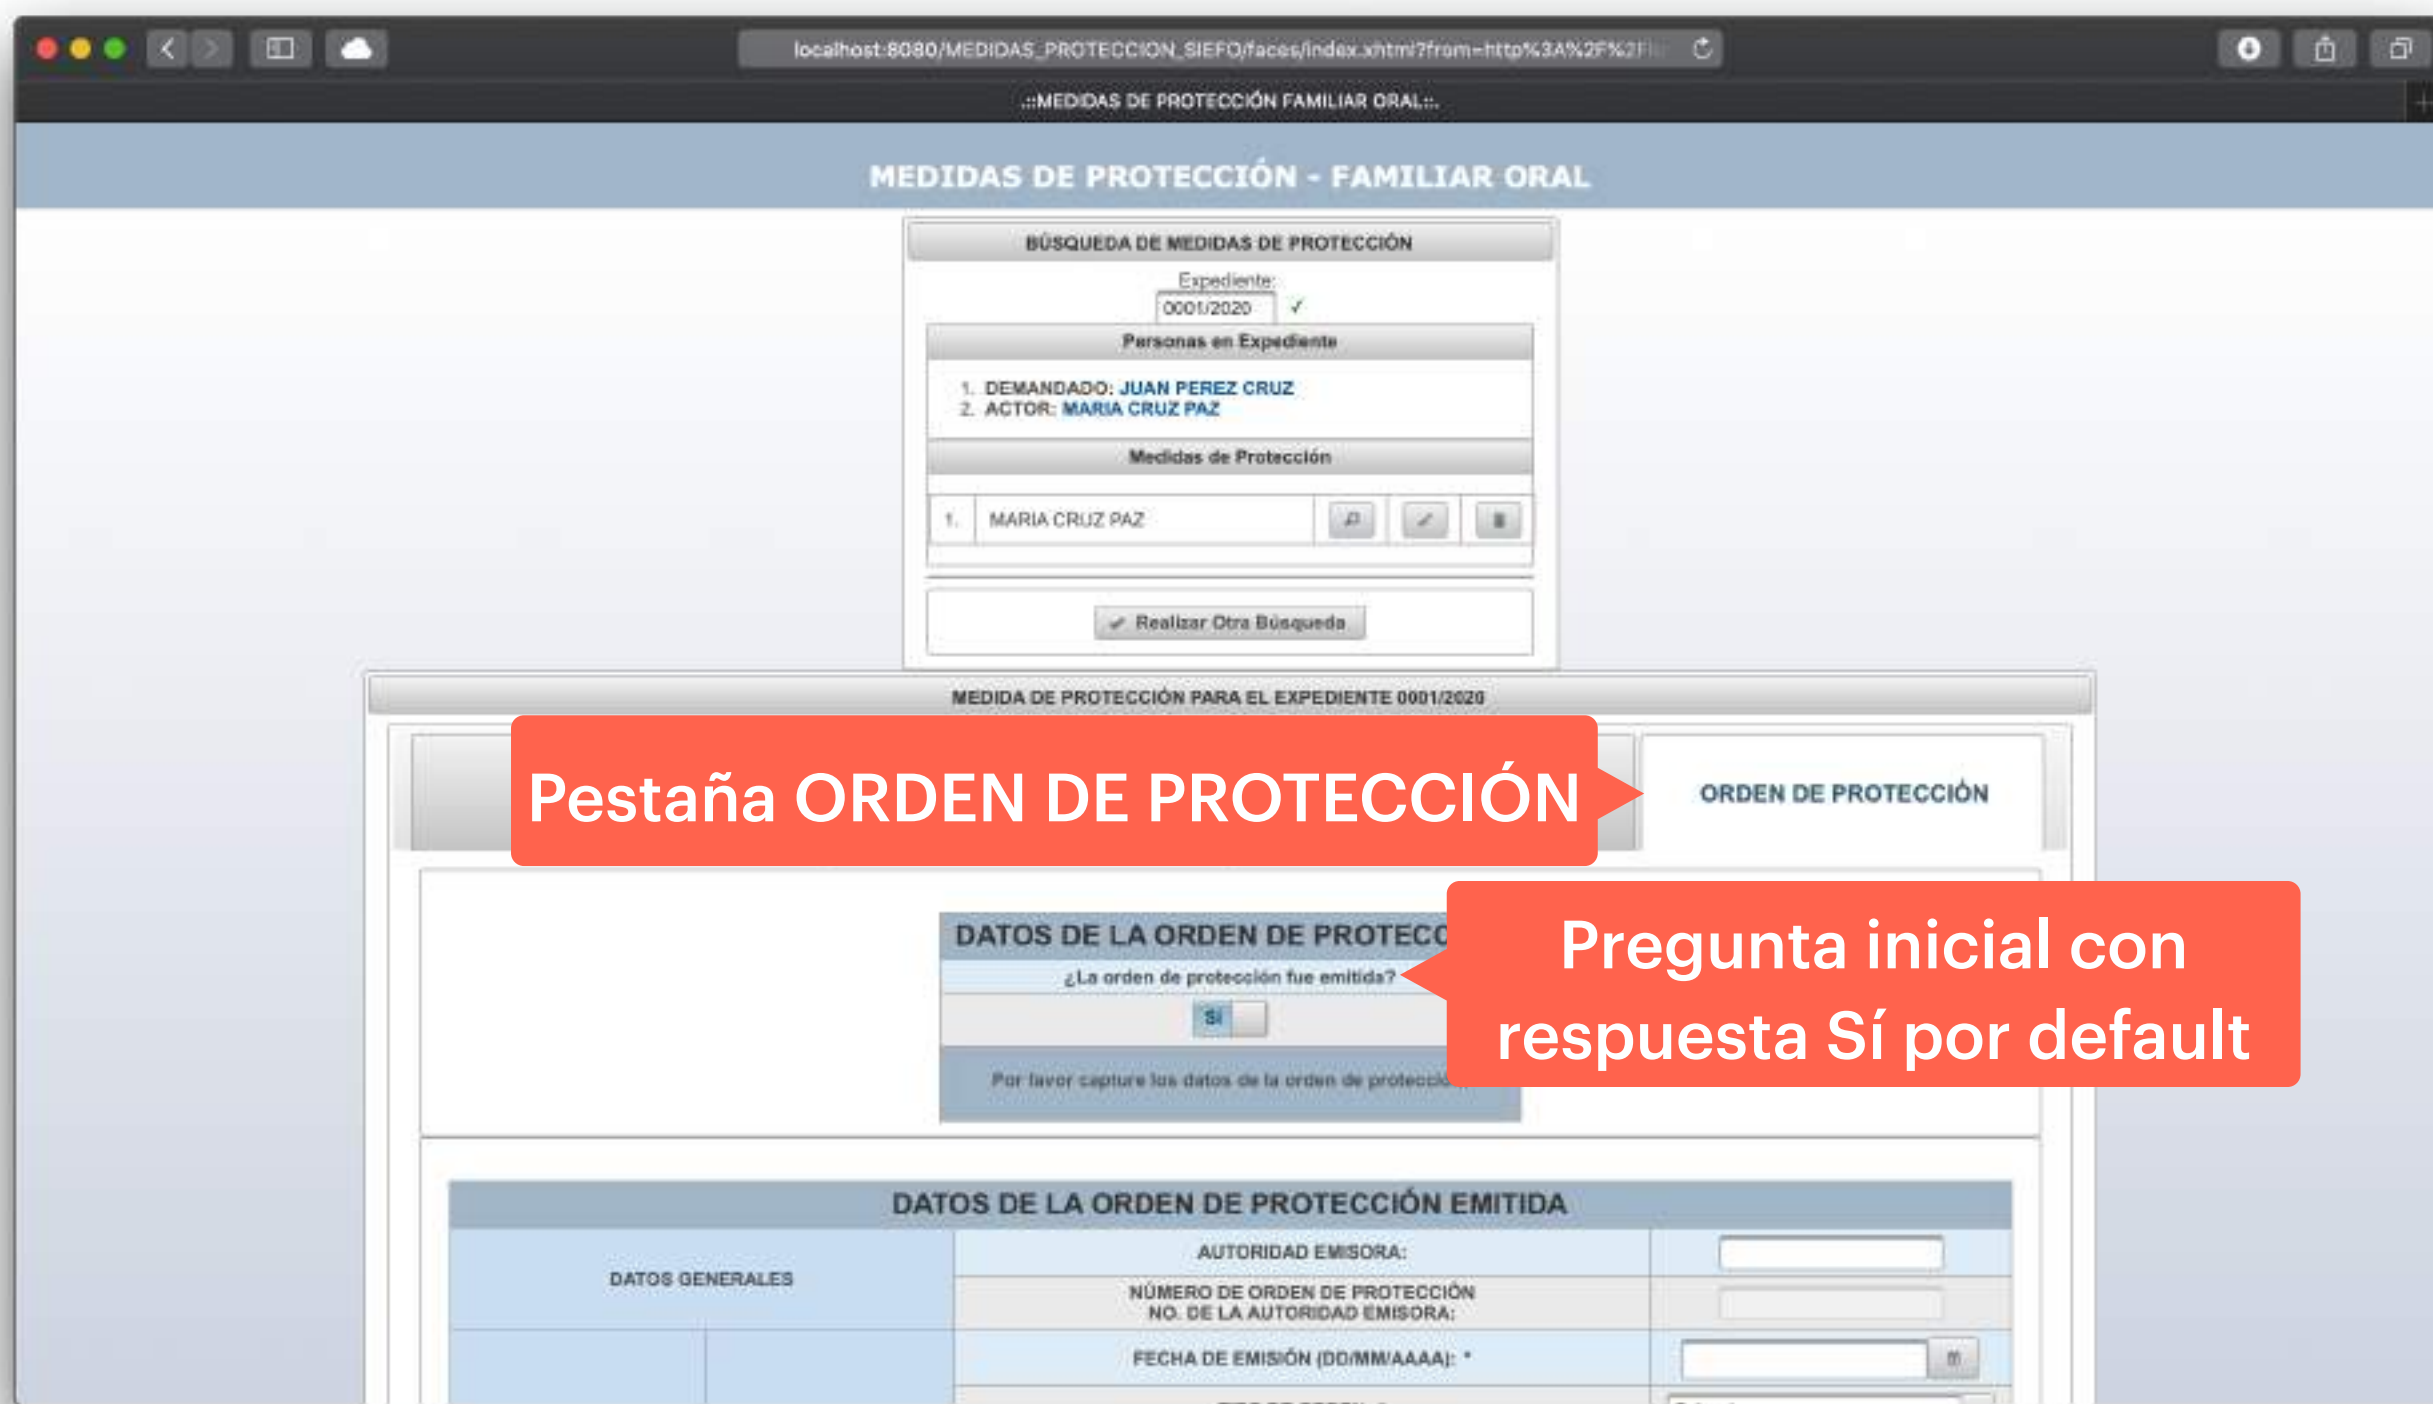 localhost:8080/MEDIDAS_PROTECCION_SIEFO/faces/index.xhtml?from=http%3A%2F%2F
.::MEDIDAS DE PROTECCIÓN FAMILIAR ORAL::.
MEDIDAS DE PROTECCIÓN - FAMILIAR ORAL
BÚSQUEDA DE MEDIDAS DE PROTECCIÓN
Expediente:
0001/2020
Personas en Expediente
1. DEMANDADO: JUAN PEREZ CRUZ
2. ACTOR: MARIA CRUZ PAZ
Medidas de Protección
1. MARIA CRUZ PAZ
Realizar Otra Búsqueda
MEDIDA DE PROTECCIÓN PARA EL EXPEDIENTE 0001/2020
Pestaña ORDEN DE PROTECCIÓN
ORDEN DE PROTECCIÓN
DATOS DE LA ORDEN DE PROTECC
¿La orden de protección fue emitida?
Sí
Pregunta inicial con
respuesta Sí por default
Por favor capture los datos de la orden de protecció
DATOS DE LA ORDEN DE PROTECCIÓN EMITIDA
DATOS GENERALES
AUTORIDAD EMISORA:
NÚMERO DE ORDEN DE PROTECCIÓN
NO. DE LA AUTORIDAD EMISORA:
FECHA DE EMISIÓN (DD/MM/AAAA): *